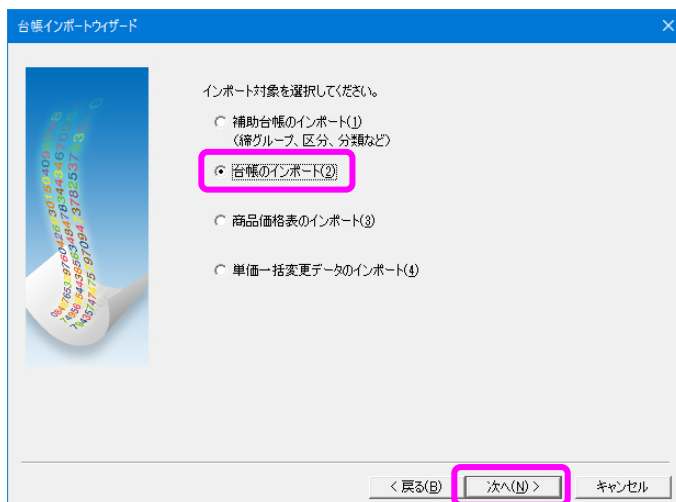 台帳インポートウィザード
インポート対象を選択してください。
補助台帳のインポート(1)
(締グループ、区分、分類など)
台帳のインポート(2)
商品価格表のインポート(3)
単価一括変更データのインポート(4)
< 戻る(B)
次へ(N) >
キャンセル